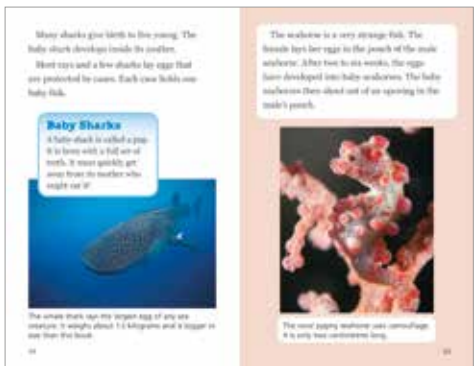 Many sharks give birth to live young. The
baby shark develops inside its mother.
Most rays and a few sharks lay eggs that
are protected by cases. Each case holds one
baby fish.
Baby Sharks
A baby shark is called a pup.
It is born with a full set of
teeth. It must quickly get
away from its mother who
might eat it!
The whale shark lays the largest egg of any sea
creature. It weighs about 1.5 kilograms and is bigger in
size than this book.
The seahorse is a very strange fish. The
female lays her eggs in the pouch of the male
seahorse. After two to six weeks, the eggs
have developed into baby seahorses. The baby
seahorses then shoot out of an opening in the
male's pouch.
The coral pygmy seahorse uses camouflage.
It is only two centimetres long.